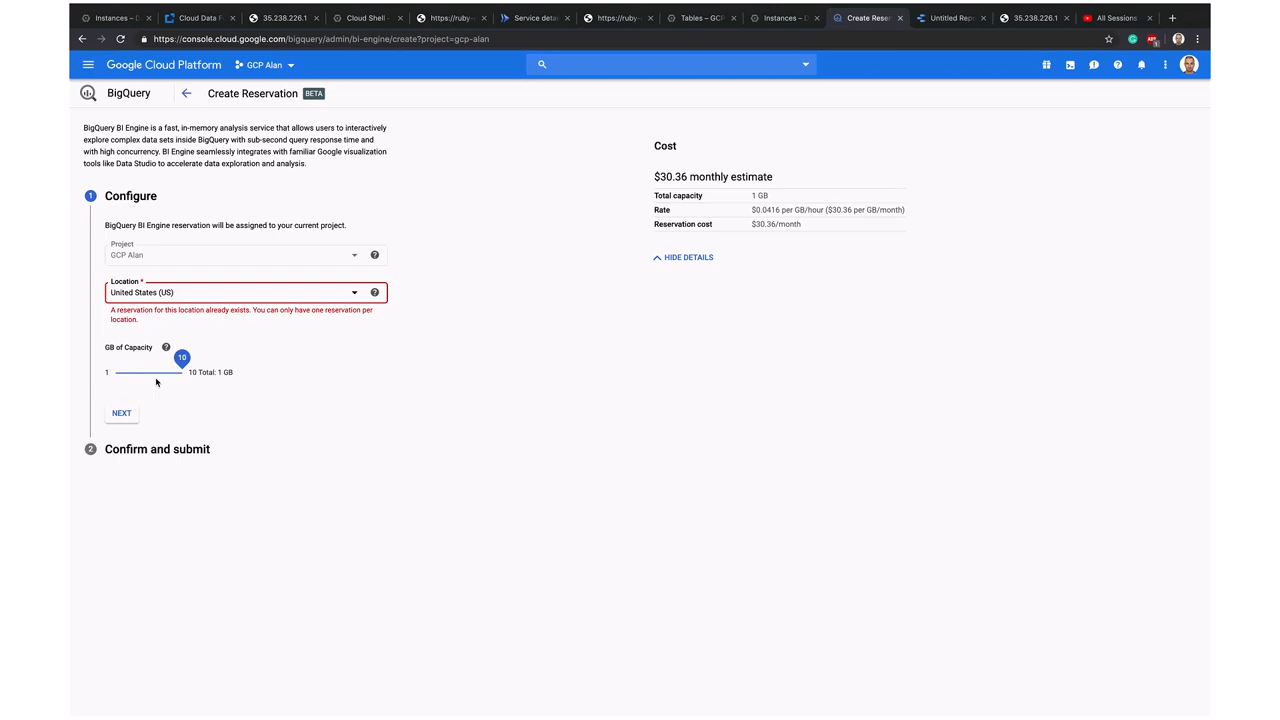 Instances – D
Cloud Data F
35.238.226.1
Cloud Shell -
https://ruby-
Service deta
https://ruby-
Tables – GCP
Instances – D
Create Reser
Untitled Repo
35.238.226.1
All Sessions
https://console.cloud.google.com/bigquery/admin/bi-engine/create?project=gcp-alan
Google Cloud Platform
GCP Alan
BigQuery
Create Reservation BETA
BigQuery BI Engine is a fast, in-memory analysis service that allows users to interactively
explore complex data sets inside BigQuery with sub-second query response time and
with high concurrency. BI Engine seamlessly integrates with familiar Google visualization
tools like Data Studio to accelerate data exploration and analysis.
1 Configure
BigQuery BI Engine reservation will be assigned to your current project.
Project
GCP Alan
Location *
United States (US)
A reservation for this location already exists. You can only have one reservation per
location.
GB of Capacity
10
1 10 Total: 1 GB
NEXT
2 Confirm and submit
Cost
$30.36 monthly estimate
Total capacity 1 GB
Rate $0.0416 per GB/hour ($30.36 per GB/month)
Reservation cost $30.36/month
HIDE DETAILS